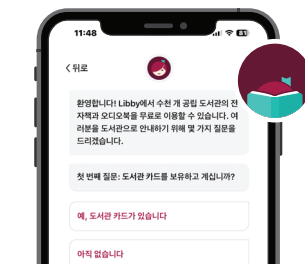 11:48
뒤로
환영합니다! Libby에서 수천 개 공립 도서관의 전
자책과 오디오북을 무료로 이용할 수 있습니다. 여
러분을 도서관으로 안내하기 위해 몇 가지 질문을
드리겠습니다.
첫 번째 질문: 도서관 카드를 보유하고 계십니까?
예, 도서관 카드가 있습니다
아직 없습니다